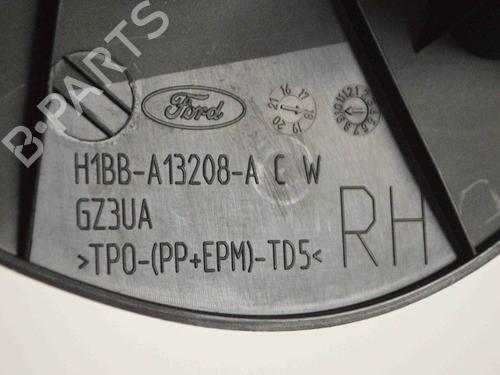 B-PARTS
Ford
H1BB-A13208-A C W
GZ3UA
>TPO-(PP+EPM)-TD5<
RH